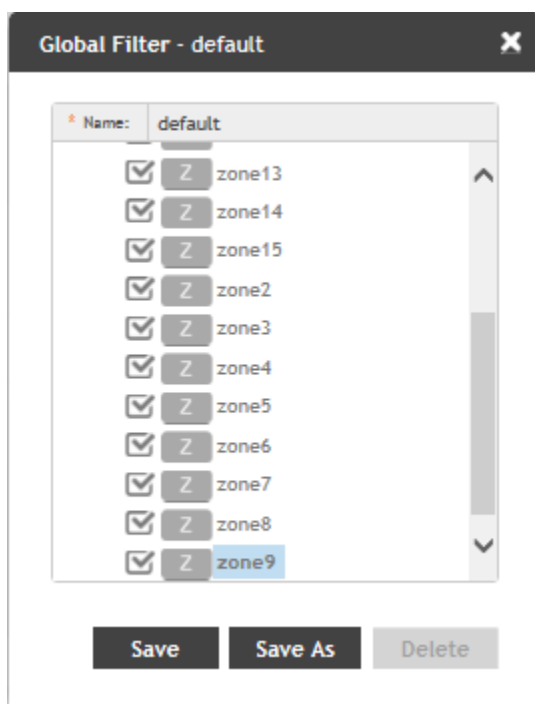 Global Filter - default
* Name: default
Z zone13
Z zone14
Z zone15
Z zone2
Z zone3
Z zone4
Z zone5
Z zone6
Z zone7
Z zone8
Z zone9
Save Save As Delete